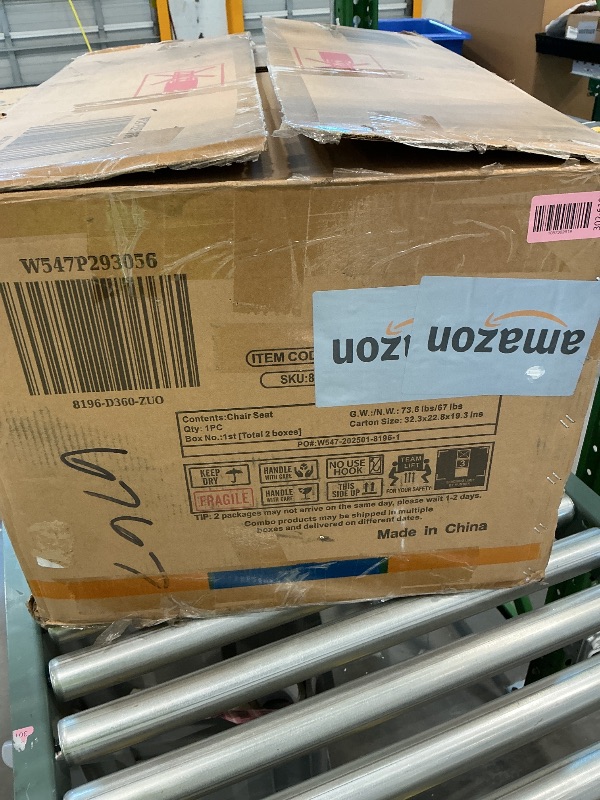 W547P293056
8196-D360-ZUO
ITEM COD
SKU:8
uozı
amazon
Contents:Chair Seat
G.W.:/N.W.: 73.6 lbs/67 lbs
Qty: 1PC
Carton Size: 32.3x22.8x19.3 ins
Box No.:1st [Total 2 boxes]
PO#:W547-202501-8196-1
KEEP DRY
HANDLE WITH CARE
NO USE HOOK
TEAM LIFT
FOR YOUR SAFETY
FRAGILE
HANDLE WITH CART
THIS SIDE UP
3
TIP: 2 packages may not arrive on the same day, please wait 1-2 days.
Combo products may be shipped in multiple
boxes and delivered on different dates.
Made in China
6767